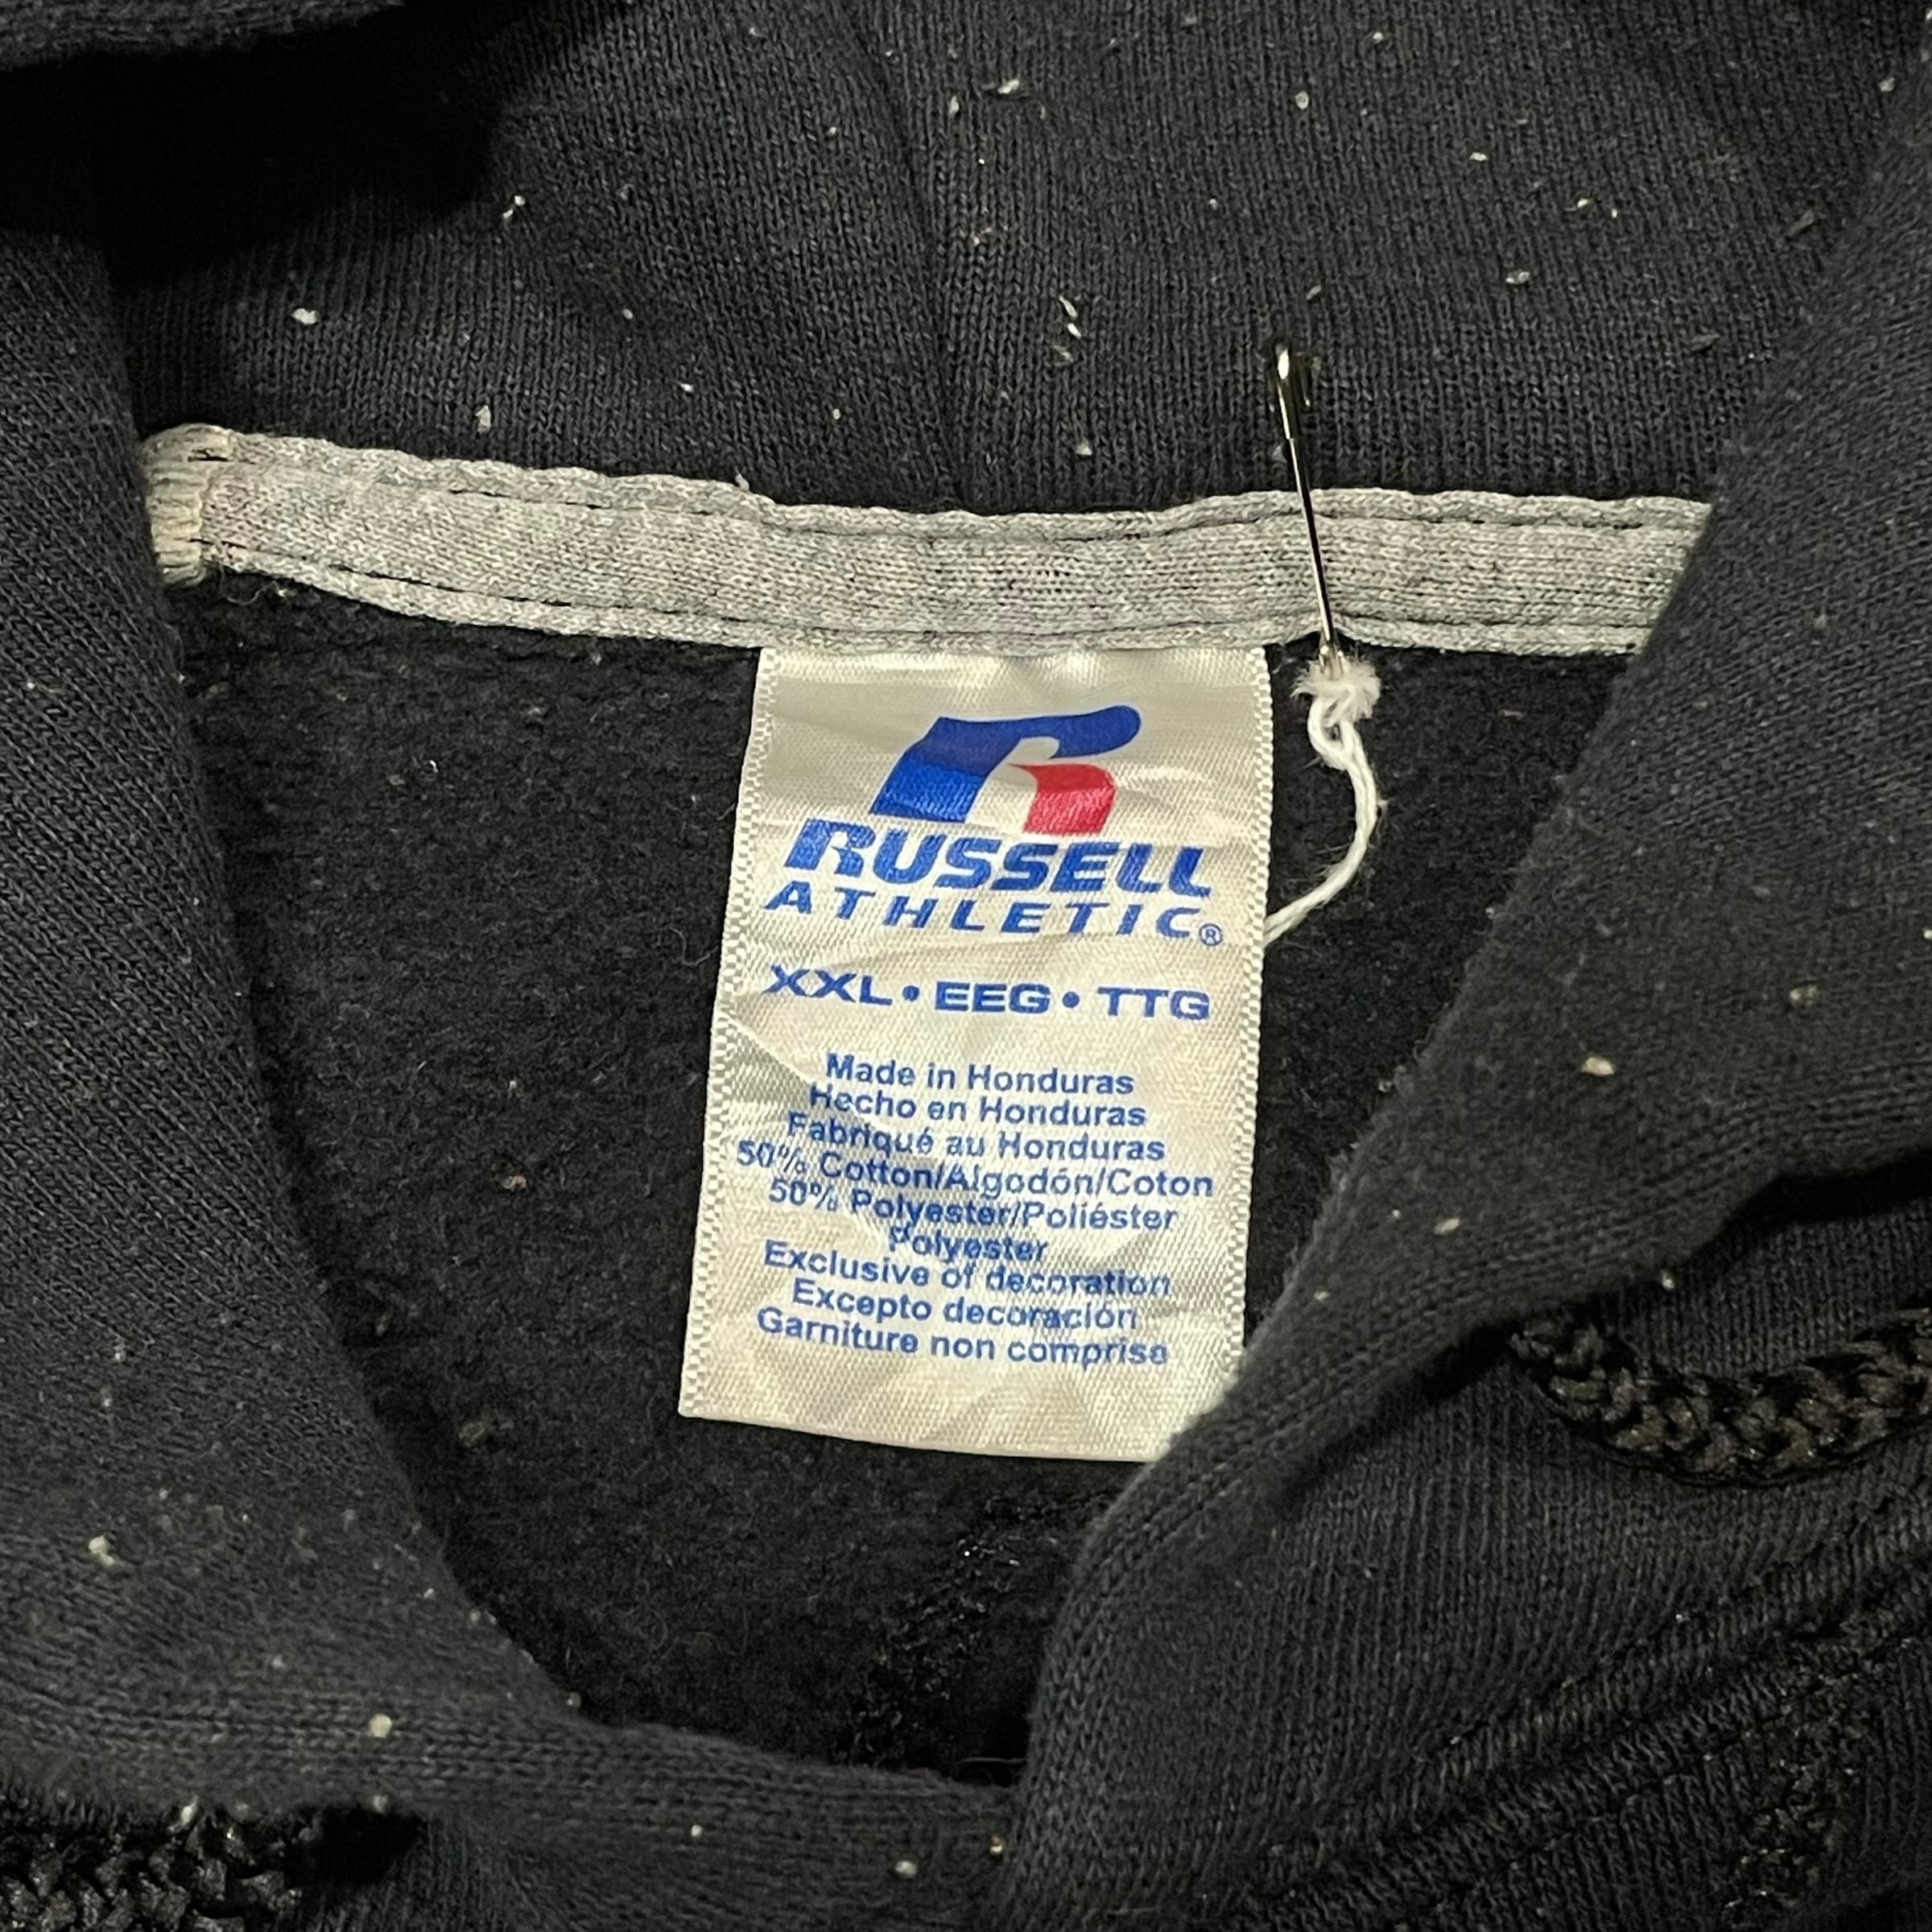 RUSSELL
ATHLETIC®
XXL • EEG • TTG
Made in Honduras
Hecho en Honduras
Fabriqué au Honduras
50% Cotton/Algodón/Coton
50% Polyester/Poliéster
Polyester
Exclusive of decoration
Excepto decoración
Garniture non comprise